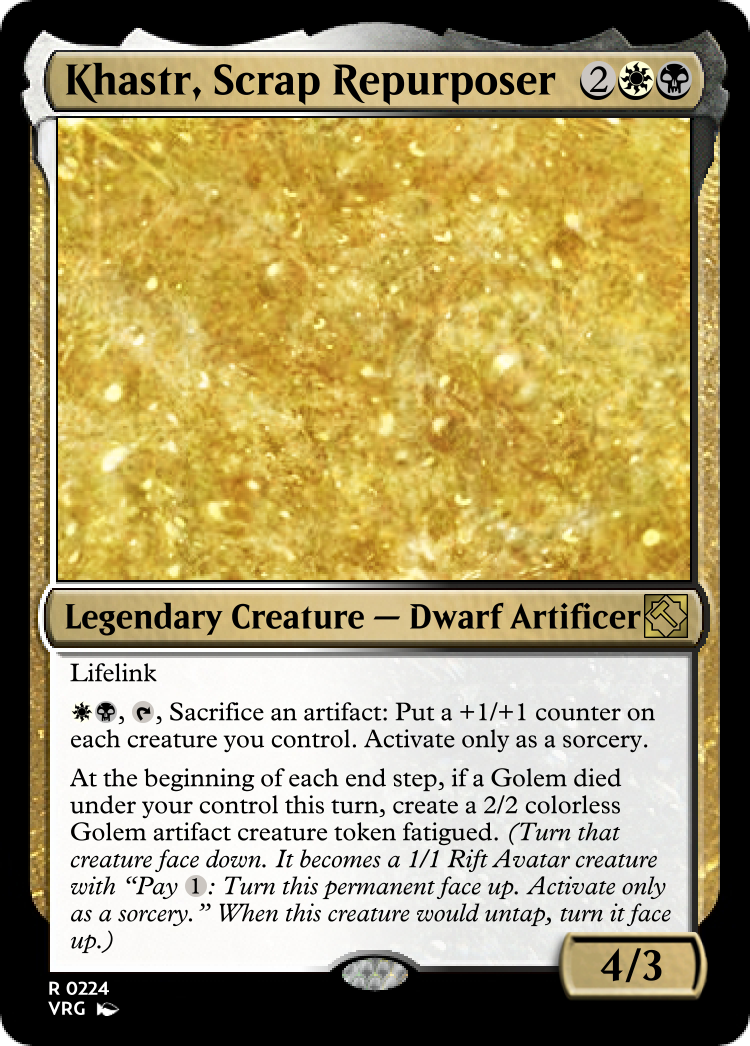 Khastr, Scrap Repurposer 2
Legendary Creature — Dwarf Artificer
Lifelink
, , Sacrifice an artifact: Put a +1/+1 counter on
each creature you control. Activate only as a sorcery.
At the beginning of each end step, if a Golem died
under your control this turn, create a 2/2 colorless
Golem artifact creature token fatigued. (Turn that
creature face down. It becomes a 1/1 Rift Avatar creature
with “Pay 1: Turn this permanent face up. Activate only
as a sorcery.” When this creature would untap, turn it face
up.)
4/3
R 0224
VRG